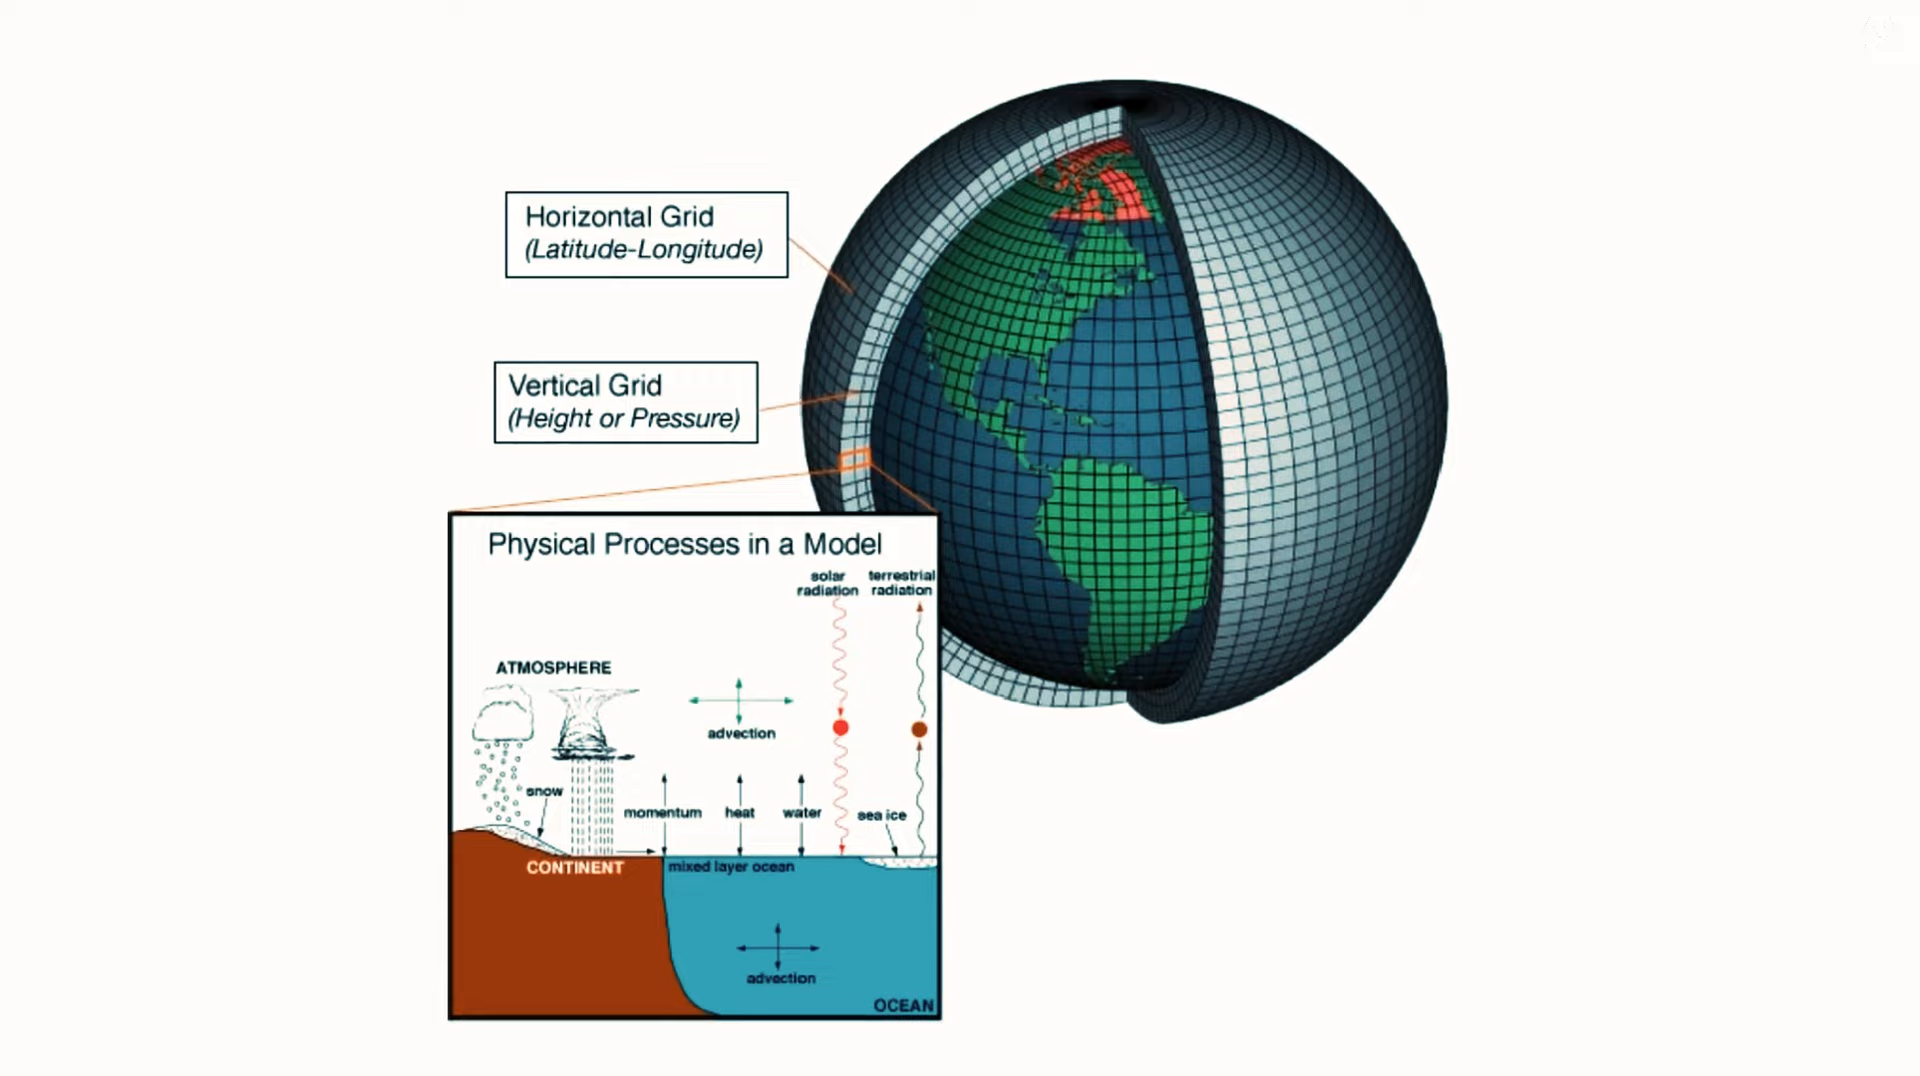 Horizontal Grid
(Latitude-Longitude)
Vertical Grid
(Height or Pressure)
Physical Processes in a Model
solar
radiation
terrestrial
radiation
ATMOSPHERE
advection
snow
momentum
heat
water
sea ice
CONTINENT
mixed layer ocean
advection
OCEAN